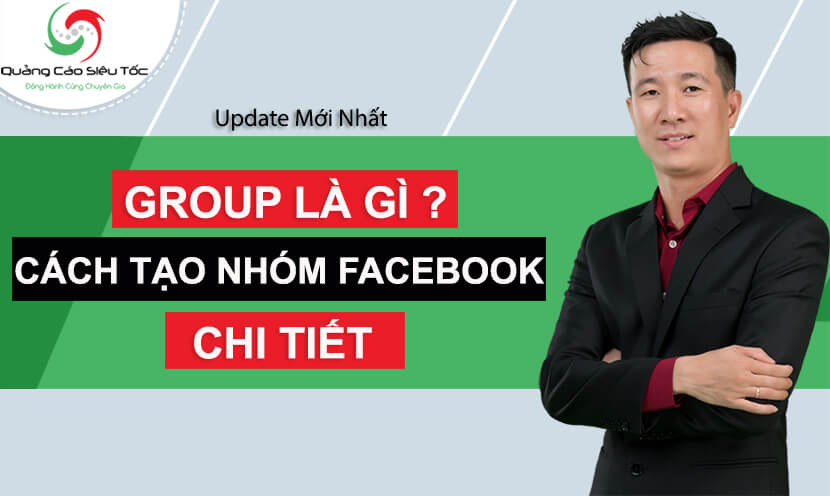 Quảng Cáo Siêu Tốc
Đồng Hành Cùng Chuyên Gia
Update Mới Nhất
GROUP LÀ GÌ ?
CÁCH TẠO NHÓM FACEBOOK
CHI TIẾT